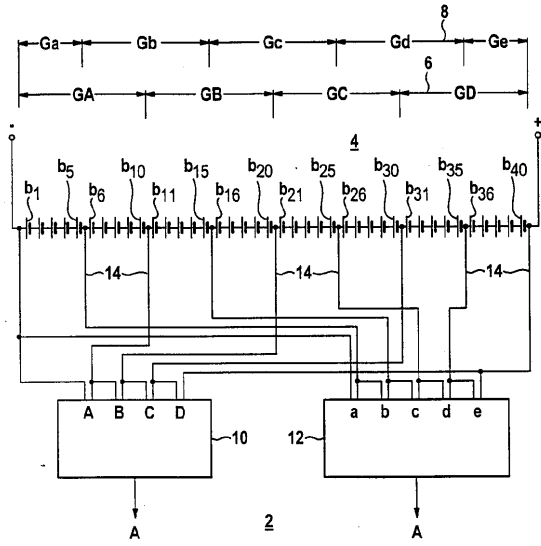 8
Ga Gb Gc Gd Ge
6
GA GB GC GD
- 4 +
b1 b5 b6 b10 b11 b15 b16 b20 b21 b25 b26 b30 b31 b35 b36 b40
14 14 14
A B C D a b c d e
10 12
A 2 A